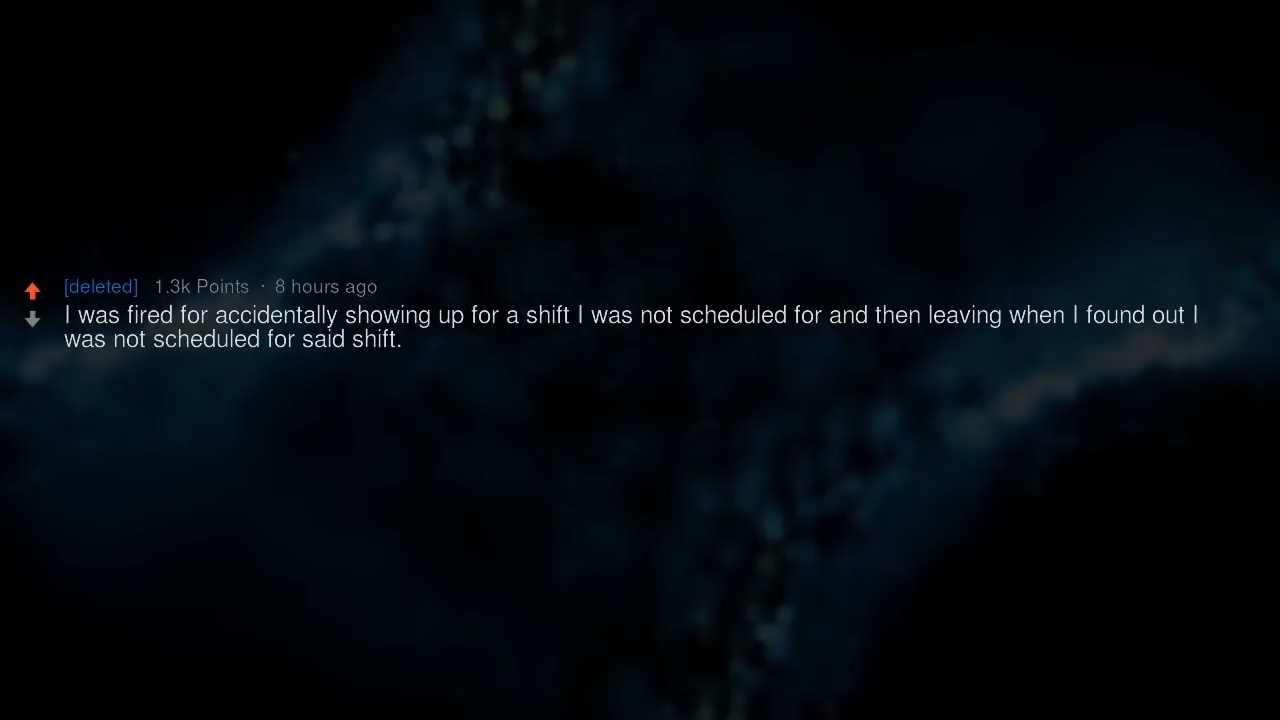 [deleted] 1.3k Points · 8 hours ago
I was fired for accidentally showing up for a shift I was not scheduled for and then leaving when I found out I
was not scheduled for said shift.